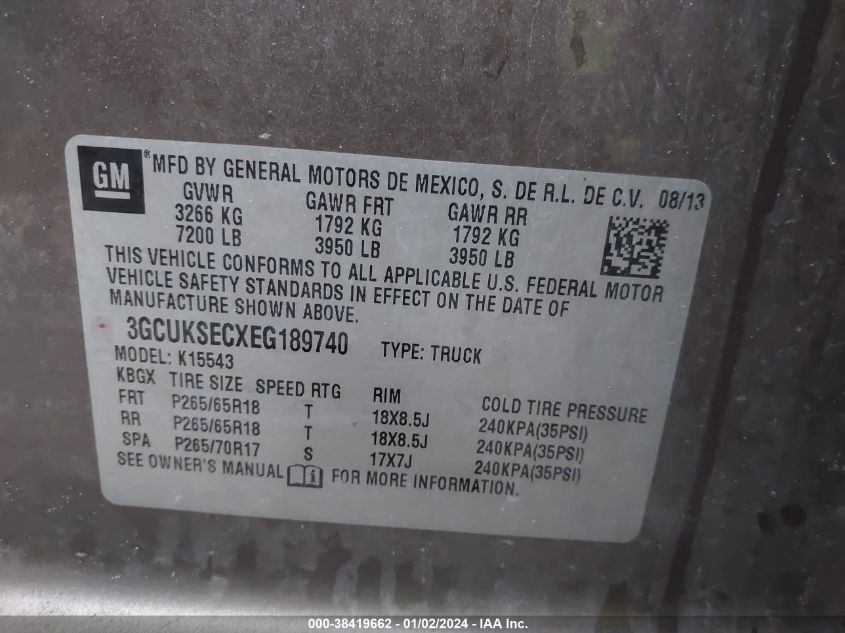 GM ® MFD BY GENERAL MOTORS DE MEXICO, S. DE R.L. DE C.V. 08/13
GVWR GAWR FRT GAWR RR
3266 KG 1792 KG 1792 KG
7200 LB 3950 LB 3950 LB
THIS VEHICLE CONFORMS TO ALL APPLICABLE U.S. FEDERAL MOTOR
VEHICLE SAFETY STANDARDS IN EFFECT ON THE DATE OF
MANUFACTURE SHOWN ABOVE.
3GCUKSECXEG189740 TYPE: TRUCK
MODEL: K15543
KBGX TIRE SIZE SPEED RTG RIM COLD TIRE PRESSURE
FRT P265/65R18 T 18X8.5J 240KPA(35PSI)
RR P265/65R18 T 18X8.5J 240KPA(35PSI)
SPA P265/70R17 S 17X7J 240KPA(35PSI)
SEE OWNER'S MANUAL FOR MORE INFORMATION.
000-38419662 - 01/02/2024 - IAA Inc.